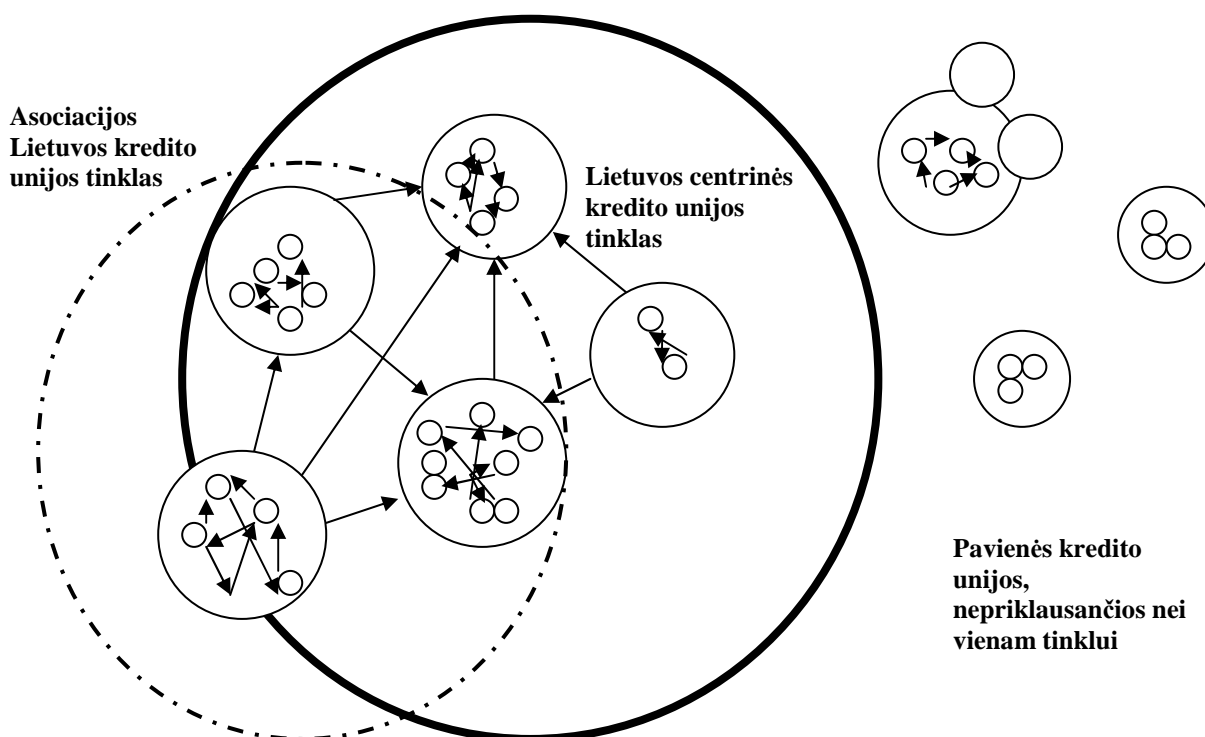 Asociacijos
Lietuvos kredito
unijos tinklas
Lietuvos centrinės
kredito unijos
tinklas
Pavienės kredito
unijos,
nepriklausančios nei
vienam tinklui